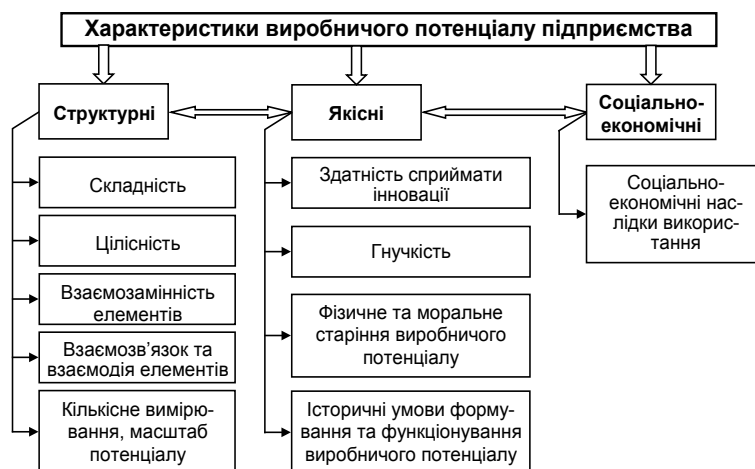 Характеристики виробничого потенціалу підприємства
Структурні
Якісні
Соціально-
економічні
Складність
Цілісність
Взаємозамінність
елементів
Взаємозв'язок та
взаємодія елементів
Кількісне вимірю-
вання, масштаб
потенціалу
Здатність сприймати
інновації
Гнучкість
Фізичне та моральне
старіння виробничого
потенціалу
Історичні умови форму-
вання та функціонування
виробничого потенціалу
Соціально-
економічні нас-
лідки викорис-
тання